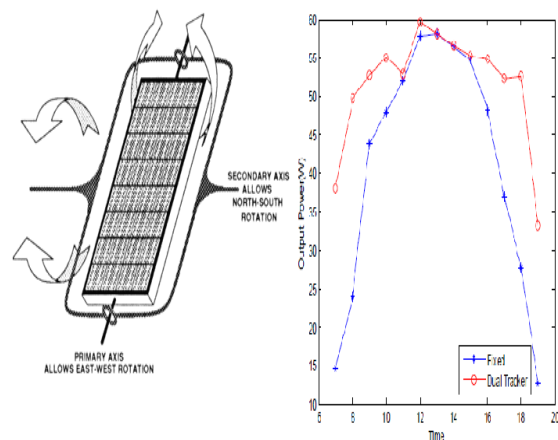 SECONDARY AXIS
ALLOWS
NORTH-SOUTH
ROTATION
PRIMARY AXIS
ALLOWS EAST-WEST ROTATION
Output Power(W)
60
55
50
45
40
35
30
25
20
15
10
6
8
10
12
14
16
18
20
Time
Fixed
Dual Tracker